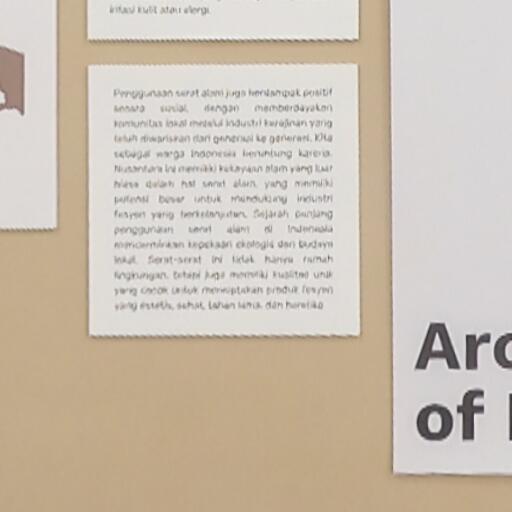 iritasi kulit atau alergi.
Penggunaan serat alam juga berdampak positif
secara sosial, dengan memberdayakan
komunitas lokal melalui industri kerajinan yang
telah diwariskan dari generasi ke generasi. Kita
sebagai warga Indonesia beruntung karena
Nusantara ini memiliki kekayaan alam yang luar
biasa dalam hal serat alam, yang memiliki
potensi besar untuk mendukung industri
fesyen yang berkelanjutan. Sejarah panjang
penggunaan serat alam di Indonesia
mencerminkan kepekaan ekologis dan budaya
lokal. Serat-serat ini tidak hanya ramah
lingkungan, tetapi juga memiliki kualitas unik
yang cocok untuk menciptakan produk fesyen
yang estetis, sehat, tahan lama, dan beretika
Arc
of